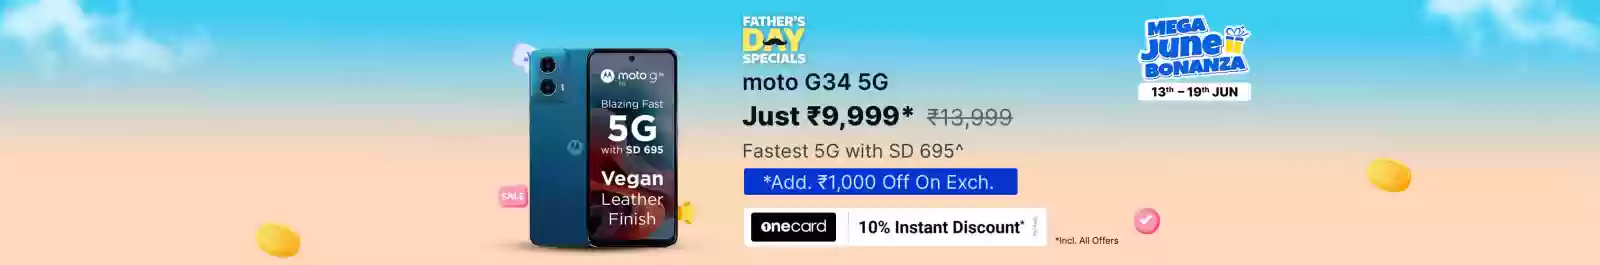 FATHER'S
DAY
SPECIALS
moto G34 5G
Just ₹9,999* ₹13,999
Fastest 5G with SD 695^
*Add. ₹1,000 Off On Exch.
onecard 10% Instant Discount*
*Incl. All Offers
moto g34
5G
Blazing Fast
5G
with SD 695
Vegan
Leather
Finish
SALE
MEGA
June
BONANZA
13th – 19th JUN